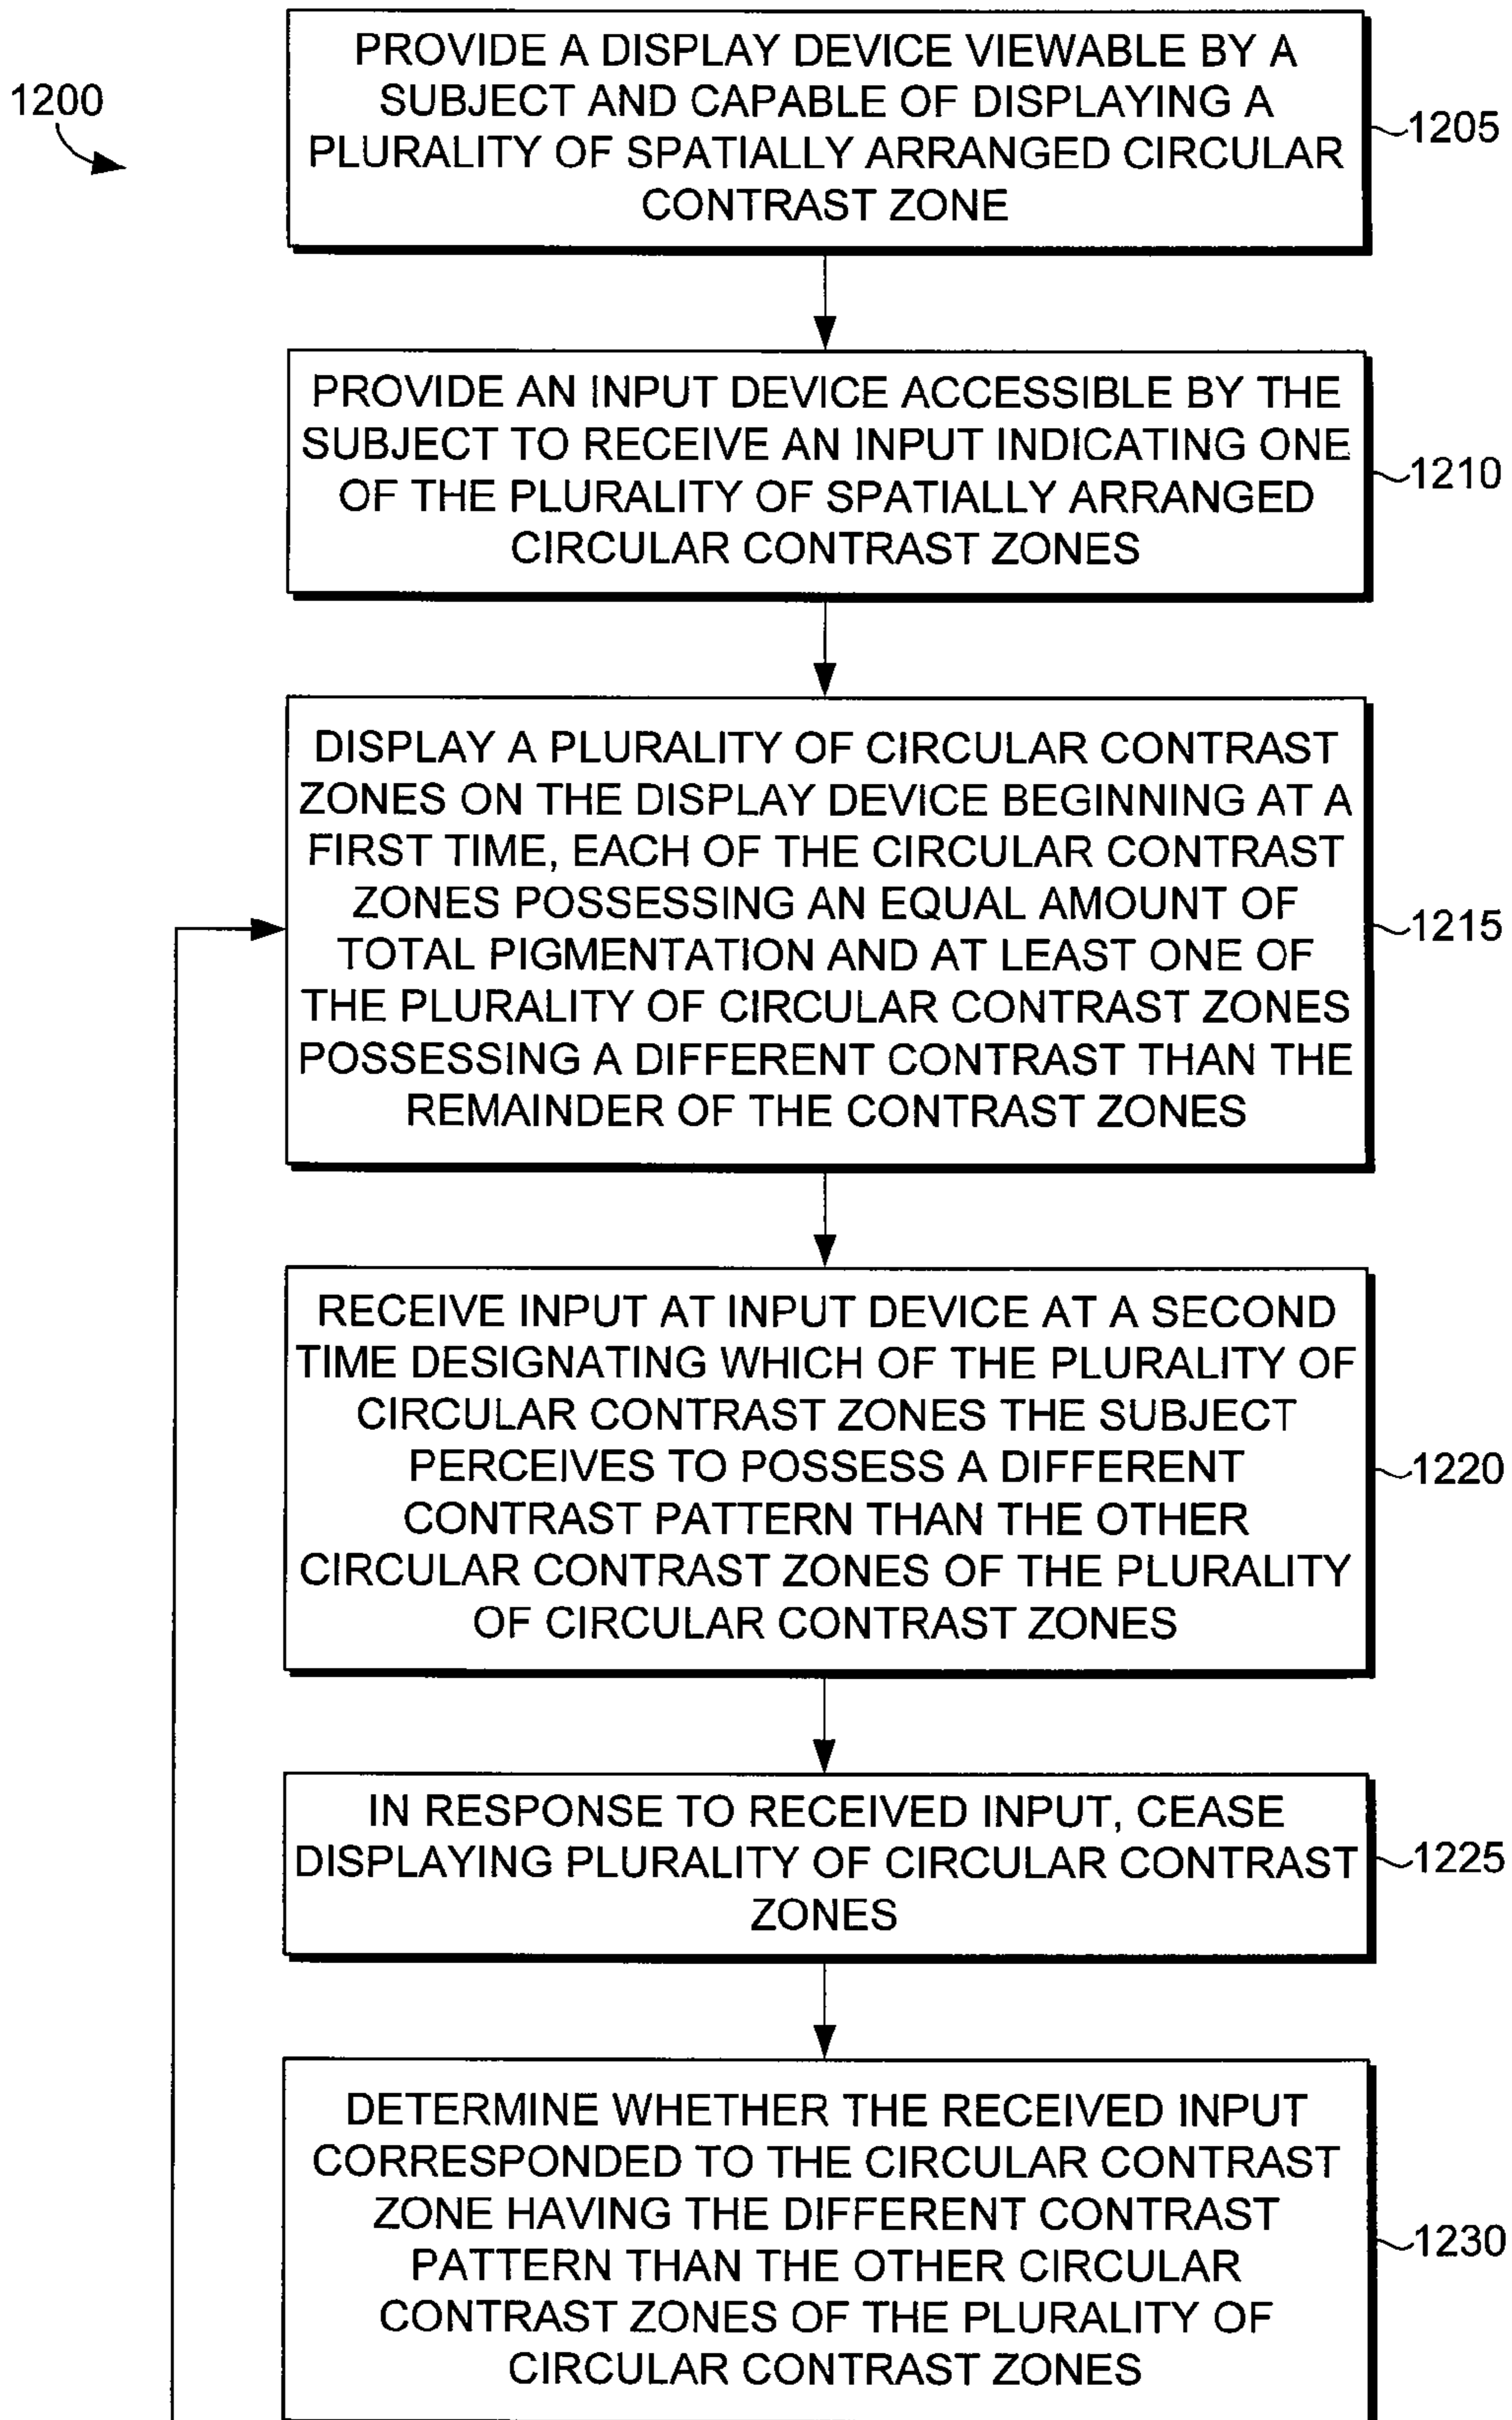 1200
PROVIDE A DISPLAY DEVICE VIEWABLE BY A
SUBJECT AND CAPABLE OF DISPLAYING A
PLURALITY OF SPATIALLY ARRANGED CIRCULAR
CONTRAST ZONE
1205
PROVIDE AN INPUT DEVICE ACCESSIBLE BY THE
SUBJECT TO RECEIVE AN INPUT INDICATING ONE
OF THE PLURALITY OF SPATIALLY ARRANGED
CIRCULAR CONTRAST ZONES
1210
DISPLAY A PLURALITY OF CIRCULAR CONTRAST
ZONES ON THE DISPLAY DEVICE BEGINNING AT A
FIRST TIME, EACH OF THE CIRCULAR CONTRAST
ZONES POSSESSING AN EQUAL AMOUNT OF
TOTAL PIGMENTATION AND AT LEAST ONE OF
THE PLURALITY OF CIRCULAR CONTRAST ZONES
POSSESSING A DIFFERENT CONTRAST THAN THE
REMAINDER OF THE CONTRAST ZONES
1215
RECEIVE INPUT AT INPUT DEVICE AT A SECOND
TIME DESIGNATING WHICH OF THE PLURALITY OF
CIRCULAR CONTRAST ZONES THE SUBJECT
PERCEIVES TO POSSESS A DIFFERENT
CONTRAST PATTERN THAN THE OTHER
CIRCULAR CONTRAST ZONES OF THE PLURALITY
OF CIRCULAR CONTRAST ZONES
1220
IN RESPONSE TO RECEIVED INPUT, CEASE
DISPLAYING PLURALITY OF CIRCULAR CONTRAST
ZONES
1225
DETERMINE WHETHER THE RECEIVED INPUT
CORRESPONDED TO THE CIRCULAR CONTRAST
ZONE HAVING THE DIFFERENT CONTRAST
PATTERN THAN THE OTHER CIRCULAR
CONTRAST ZONES OF THE PLURALITY OF
CIRCULAR CONTRAST ZONES
1230